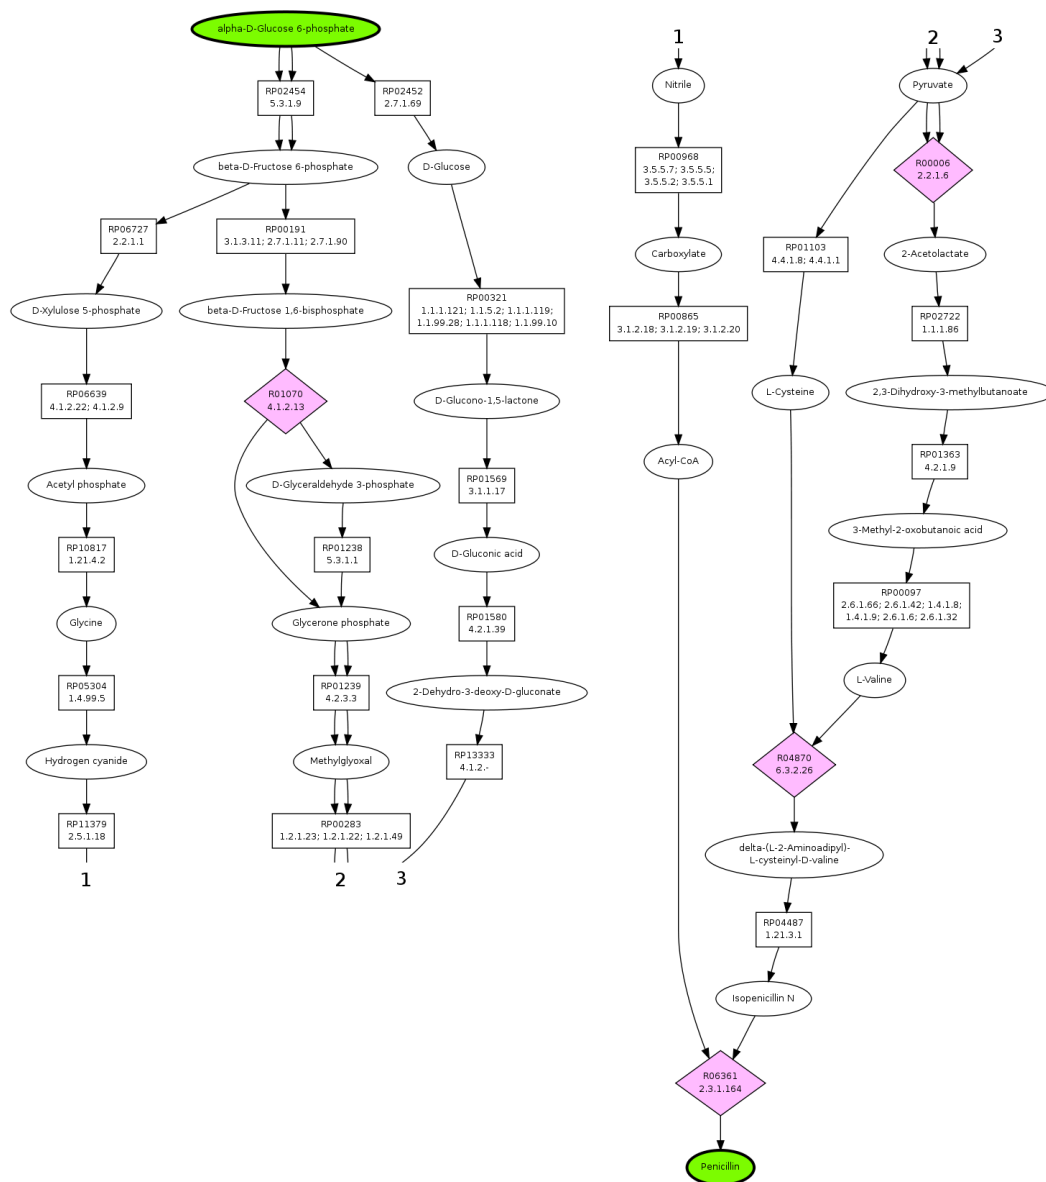 alpha-D-Glucose 6-phosphate
RP02454
5.3.1.9
RP02452
2.7.1.69
beta-D-Fructose 6-phosphate
D-Glucose
RP06727
2.2.1.1
RP00191
3.1.3.11; 2.7.1.11; 2.7.1.90
D-Xylulose 5-phosphate
beta-D-Fructose 1,6-bisphosphate
RP00321
1.1.1.121; 1.1.5.2; 1.1.1.119;
1.1.99.28; 1.1.1.118; 1.1.99.10
RP06639
4.1.2.22; 4.1.2.9
R01070
4.1.2.13
D-Glucono-1,5-lactone
Acetyl phosphate
D-Glyceraldehyde 3-phosphate
RP01569
3.1.1.17
RP10817
1.21.4.2
RP01238
5.3.1.1
D-Gluconic acid
Glycine
Glycerone phosphate
RP01580
4.2.1.39
RP05304
1.4.99.5
RP01239
4.2.3.3
2-Dehydro-3-deoxy-D-gluconate
Hydrogen cyanide
Methylglyoxal
RP13333
4.1.2.-
RP11379
2.5.1.18
RP00283
1.2.1.23; 1.2.1.22; 1.2.1.49
1
2
3
1
2
3
Nitrile
Pyruvate
RP00968
3.5.5.7; 3.5.5.5;
3.5.5.2; 3.5.5.1
R00006
2.2.1.6
Carboxylate
RP01103
4.4.1.8; 4.4.1.1
2-Acetolactate
RP00865
3.1.2.18; 3.1.2.19; 3.1.2.20
RP02722
1.1.1.86
L-Cysteine
2,3-Dihydroxy-3-methylbutanoate
Acyl-CoA
RP01363
4.2.1.9
3-Methyl-2-oxobutanoic acid
RP00097
2.6.1.66; 2.6.1.42; 1.4.1.8;
1.4.1.9; 2.6.1.6; 2.6.1.32
L-Valine
R04870
6.3.2.26
delta-(L-2-Aminoadipyl)-
L-cysteinyl-D-valine
RP04487
1.21.3.1
Isopenicillin N
R06361
2.3.1.164
Penicillin